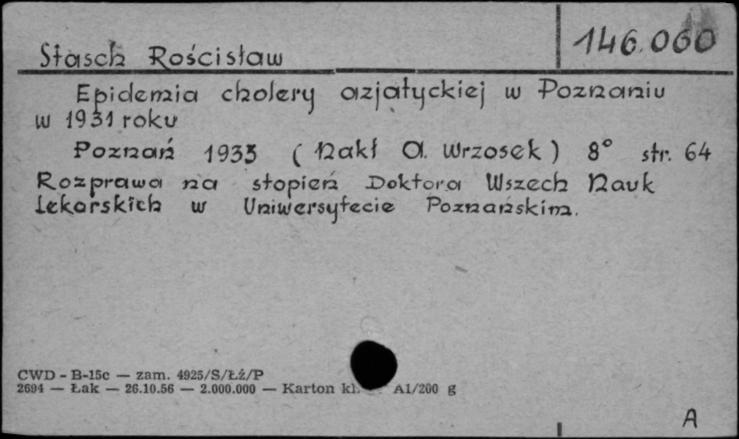 Stasch Rościsław
146.060
Epidemia cholery azjatyckiej w Poznaniu
w 1931 roku
Poznań 1933 (Nakł A. Wrzosek) 8° str. 64
Rozprawa na stopień Doktora Wszech Nauk
Lekarskich w Uniwersytecie Poznańskim.
CWD - B-15c — zam. 4925/S/Łź/P
2694 — Łak — 26.10.56 — 2.000.000 — Karton kl. A1/200 g
A